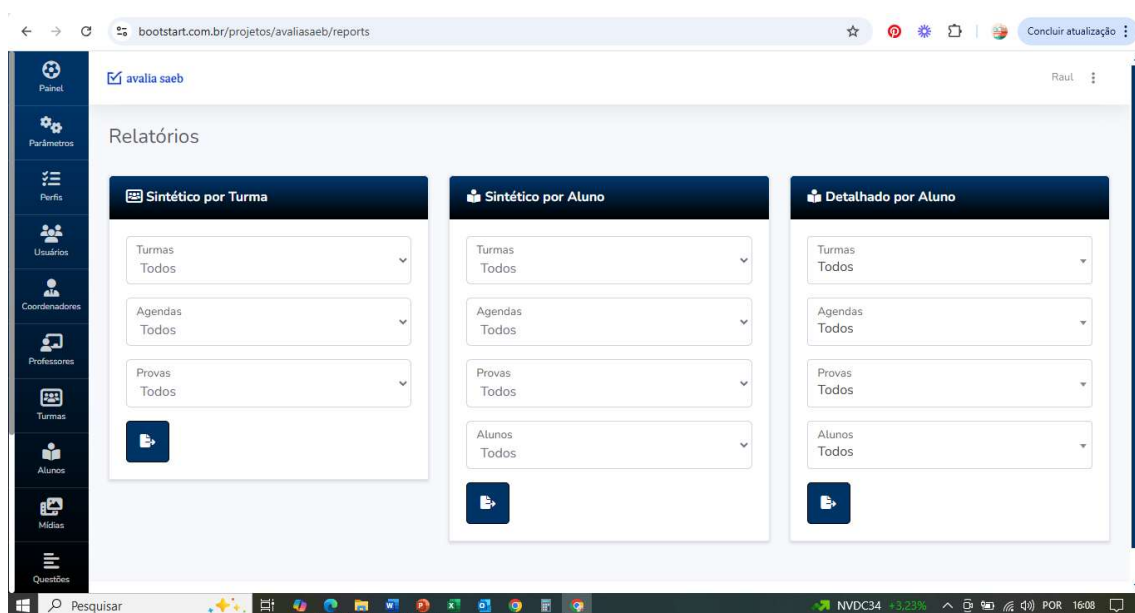 bootstart.com.br/projetos/avaliasaeb/reports
Concluir atualização
Painel
Parâmetros
Perfis
Usuários
Coordenadores
Professores
Turmas
Alunos
Mídias
Questões
avalia saeb
Raul
Relatórios
Sintético por Turma
Turmas
Todos
Agendas
Todos
Provas
Todos
Sintético por Aluno
Turmas
Todos
Agendas
Todos
Provas
Todos
Alunos
Todos
Detalhado por Aluno
Turmas
Todos
Agendas
Todos
Provas
Todos
Alunos
Todos
Pesquisar
NVDC34 +3,23%
POR 16:08